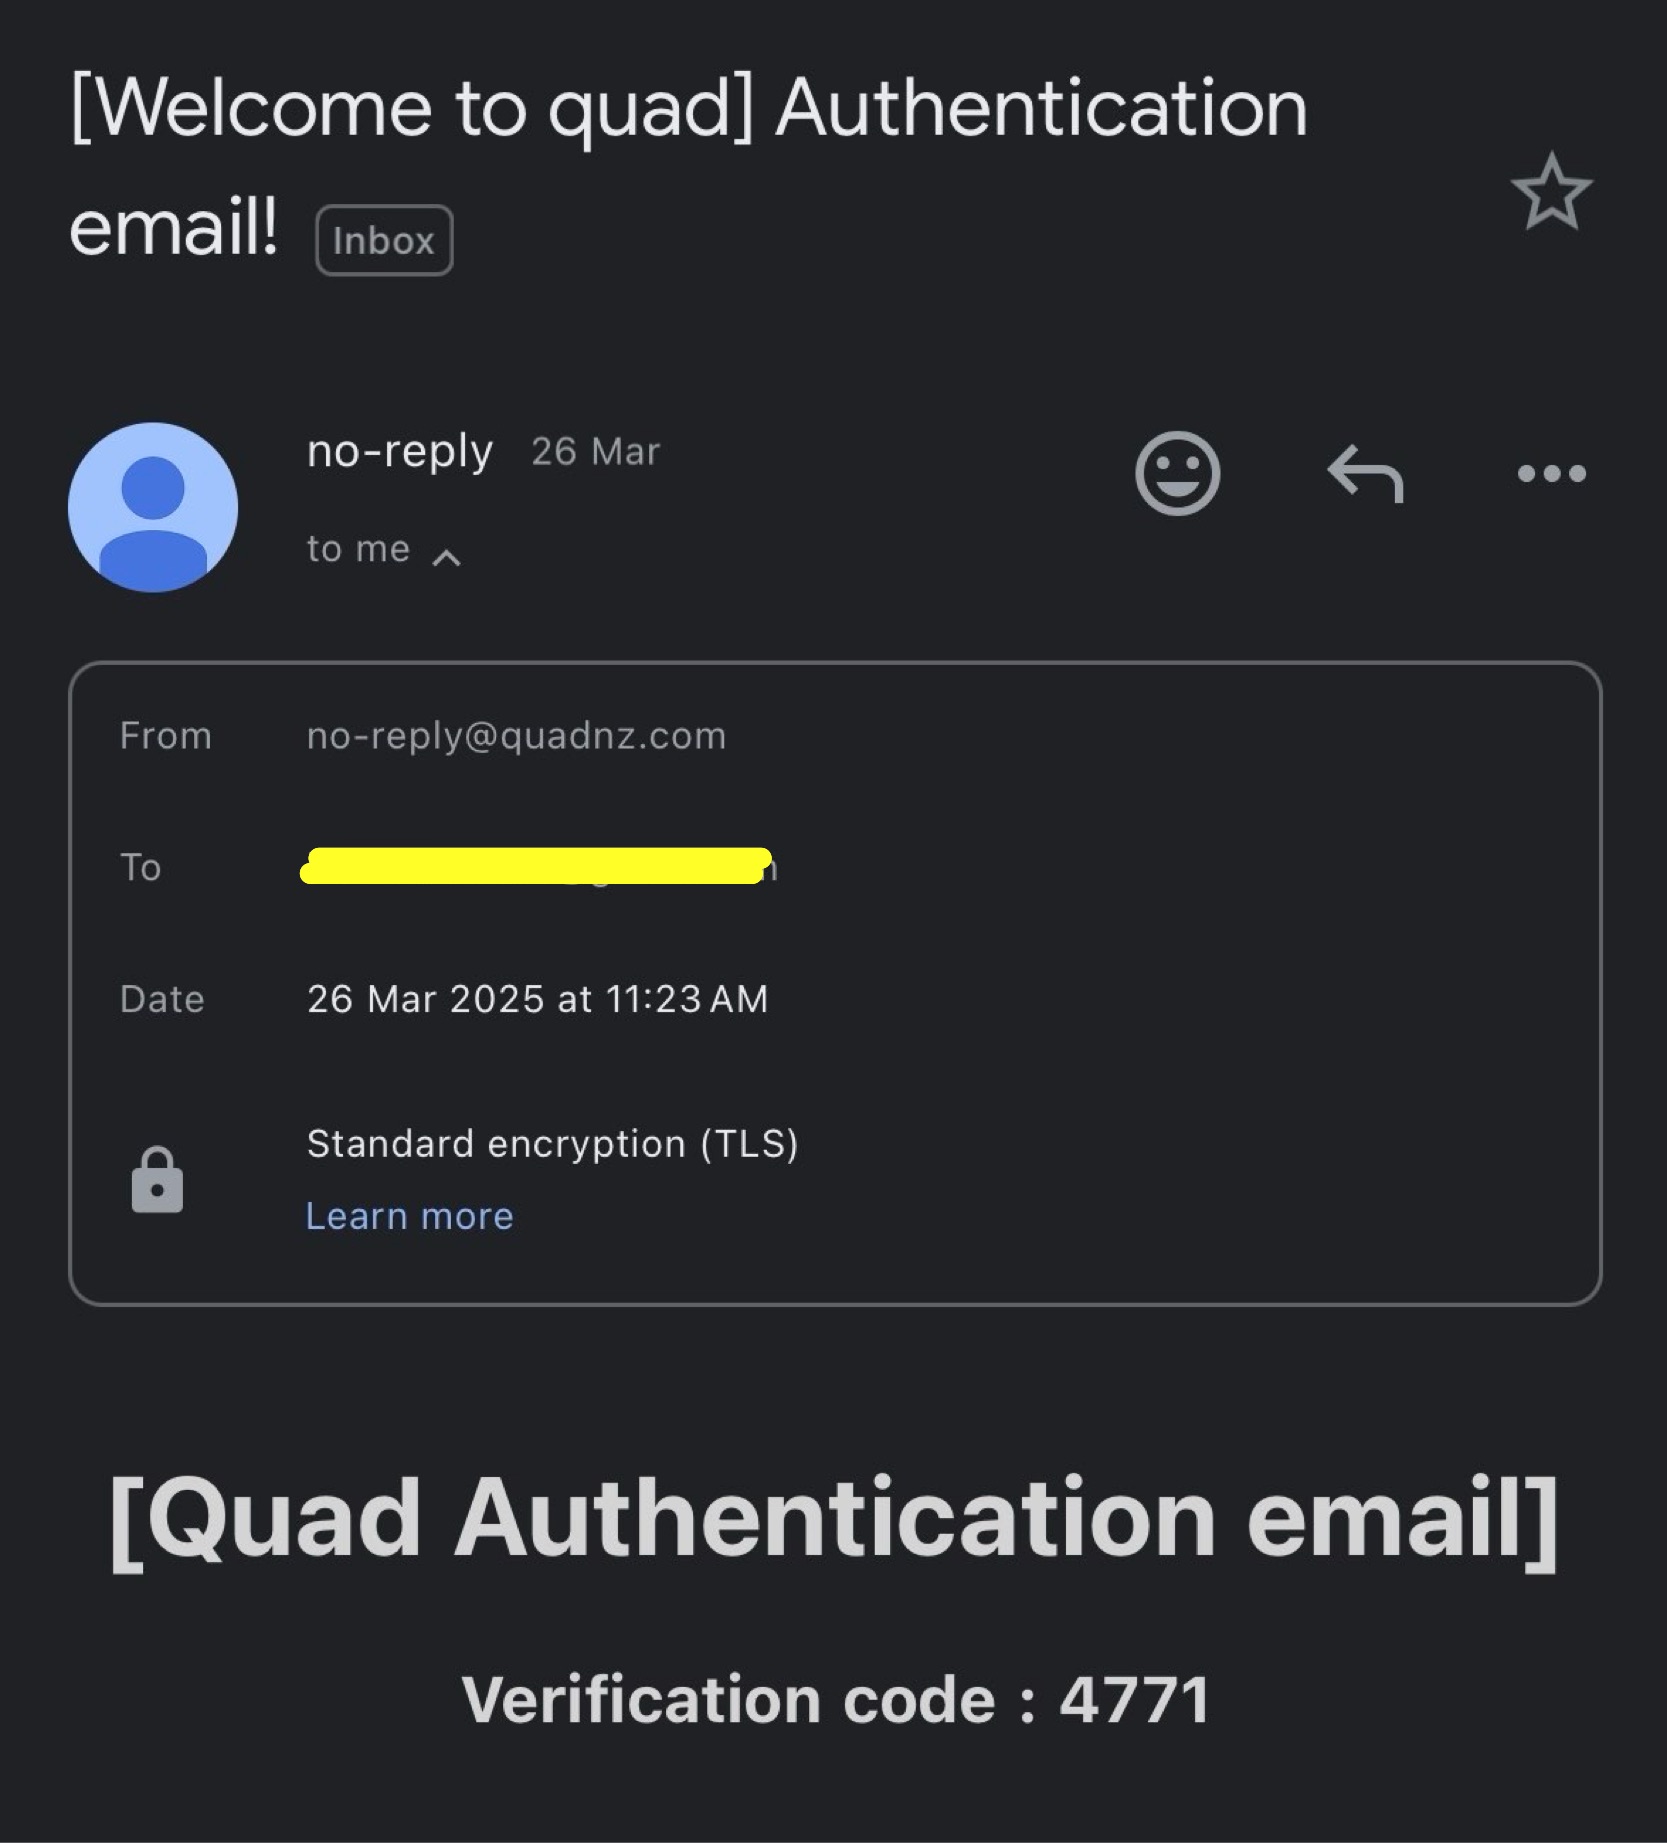 [Welcome to quad] Authentication
email! Inbox
no-reply 26 Mar
to me
From no-reply@quadnz.com
To
Date 26 Mar 2025 at 11:23 AM
Standard encryption (TLS)
Learn more
[Quad Authentication email]
Verification code : 4771